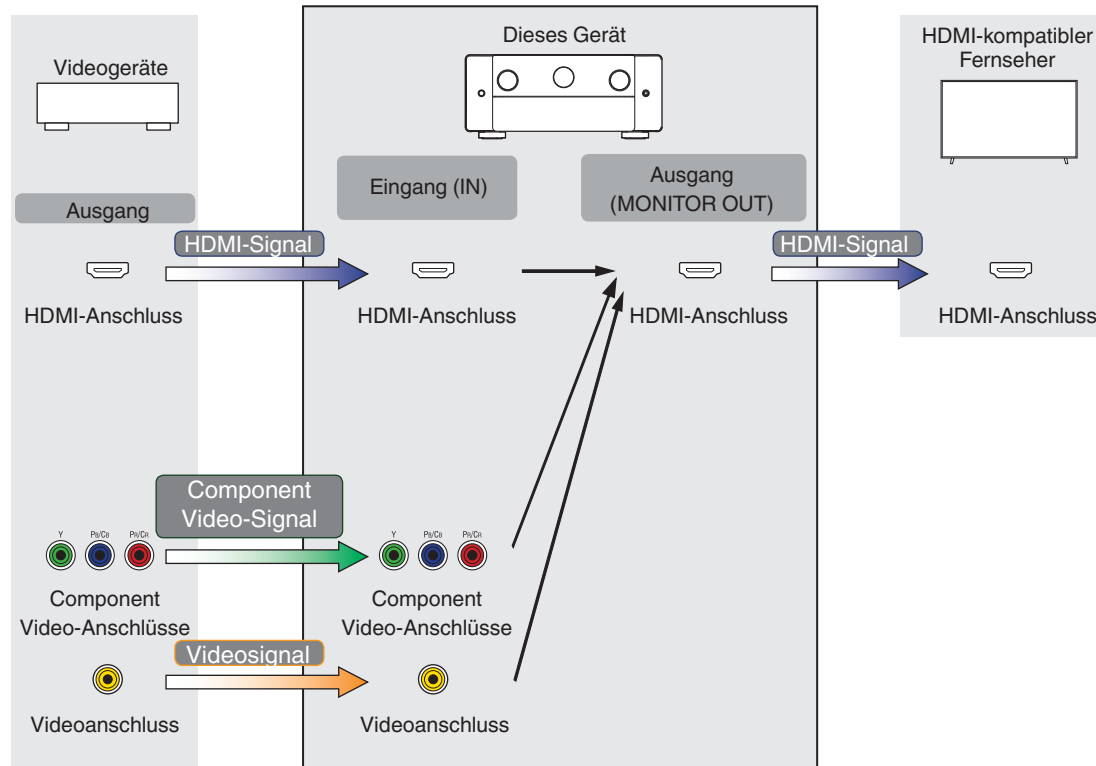 Videogeräte
Dieses Gerät
HDMI-kompatibler
Fernseher
Ausgang
Eingang (IN)
Ausgang
(MONITOR OUT)
HDMI-Signal
HDMI-Signal
HDMI-Anschluss
HDMI-Anschluss
HDMI-Anschluss
HDMI-Anschluss
Component
Video-Signal
Y
PB/CB
PR/CR
Y
PB/CB
PR/CR
Component
Video-Anschlüsse
Component
Video-Anschlüsse
Videosignal
Videoanschluss
Videoanschluss